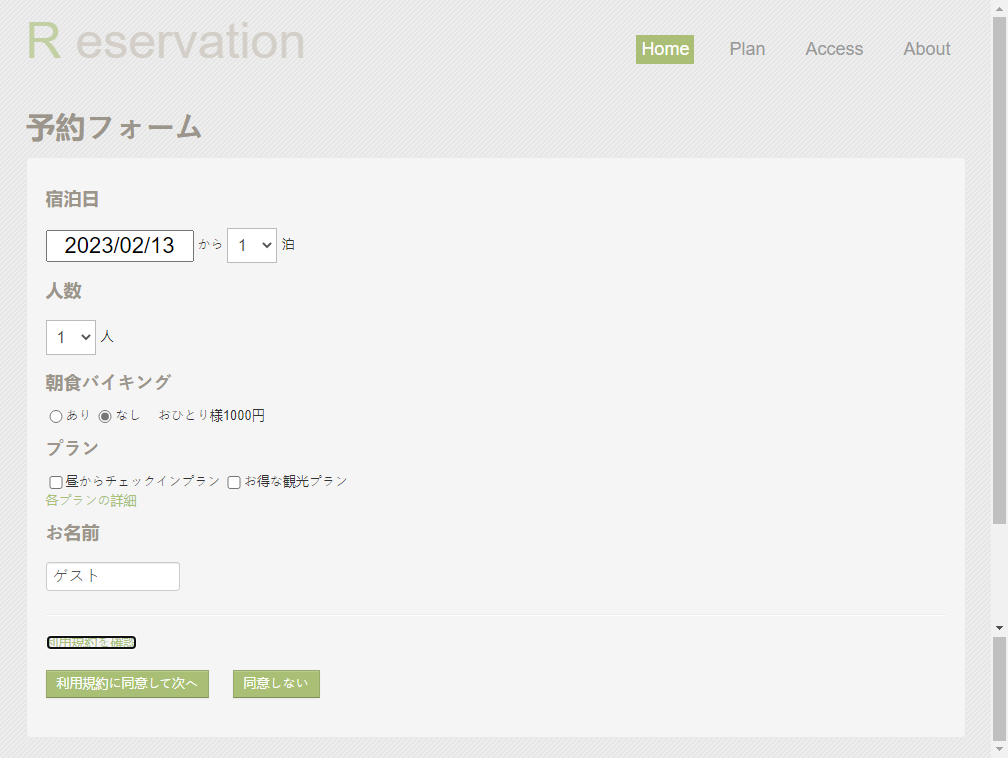 R eservation
Home Plan Access About
予約フォーム
宿泊日
2023/02/13 から 1 泊
人数
1 人
朝食バイキング
あり なし おひとり様1000円
プラン
昼からチェックインプラン お得な観光プラン
各プランの詳細
お名前
ゲスト
利用規約を確認
利用規約に同意して次へ 同意しない